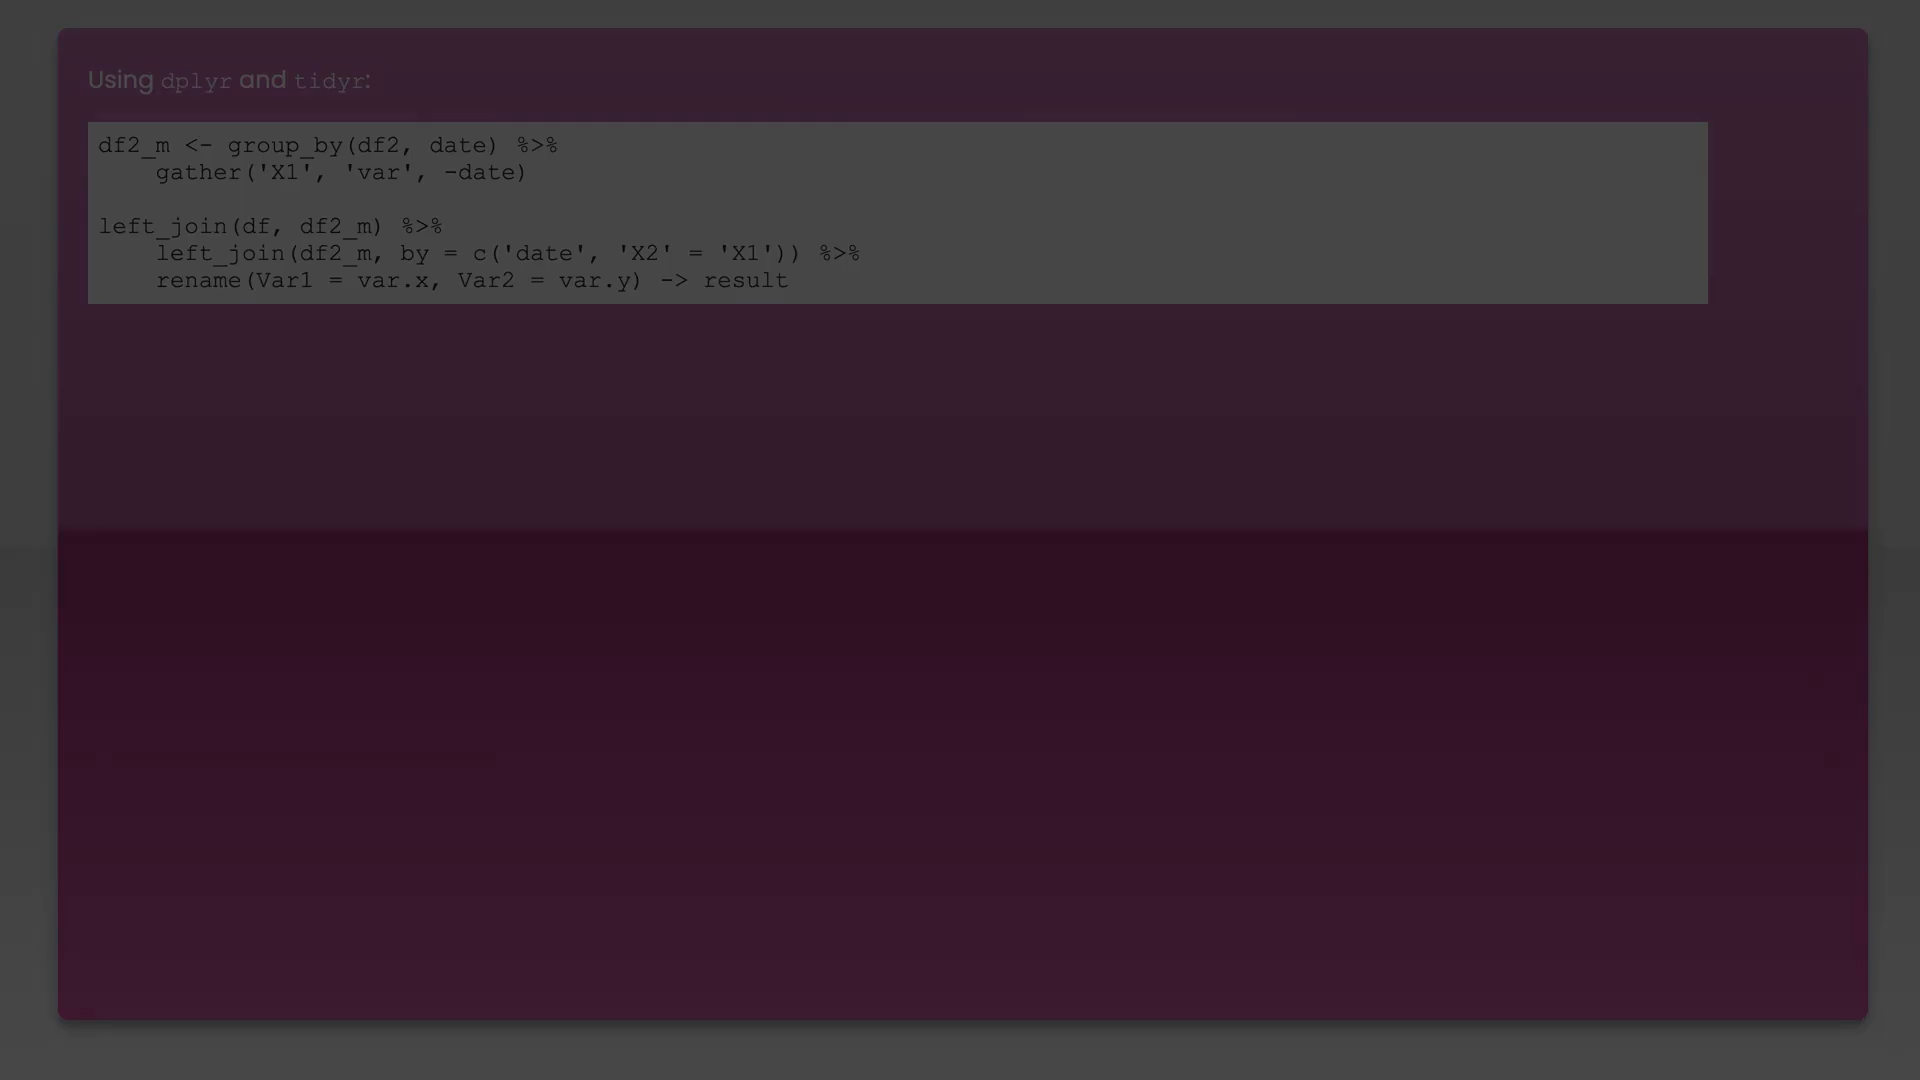 Using dplyr and tidyr:
df2_m <- group_by(df2, date) %>%
    gather('X1', 'var', -date)
left_join(df, df2_m) %>%
    left_join(df2_m, by = c('date', 'X2' = 'X1')) %>%
    rename(Var1 = var.x, Var2 = var.y) -> result